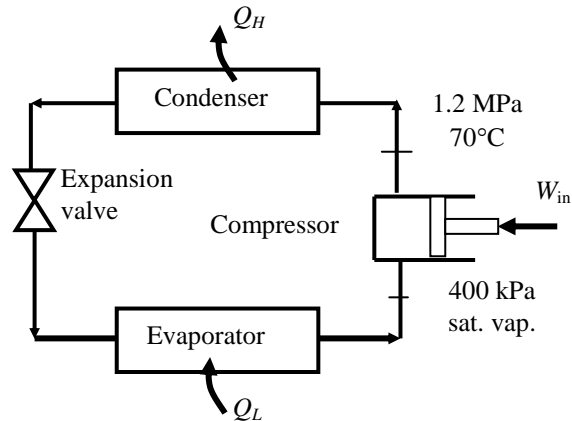 Q_H
Condenser
1.2 MPa
70°C
Expansion
valve
Compressor
W_in
400 kPa
sat. vap.
Evaporator
Q_L